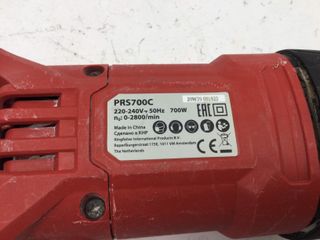 PRS700C
220-240V~ 50Hz 700W
n₀: 0-2800/min
EAC
Made in China
Сделано в КНР
Kingfisher International Products B.V.
Rapenburgerstraat 175E, 1011 VM Amsterdam
The Netherlands